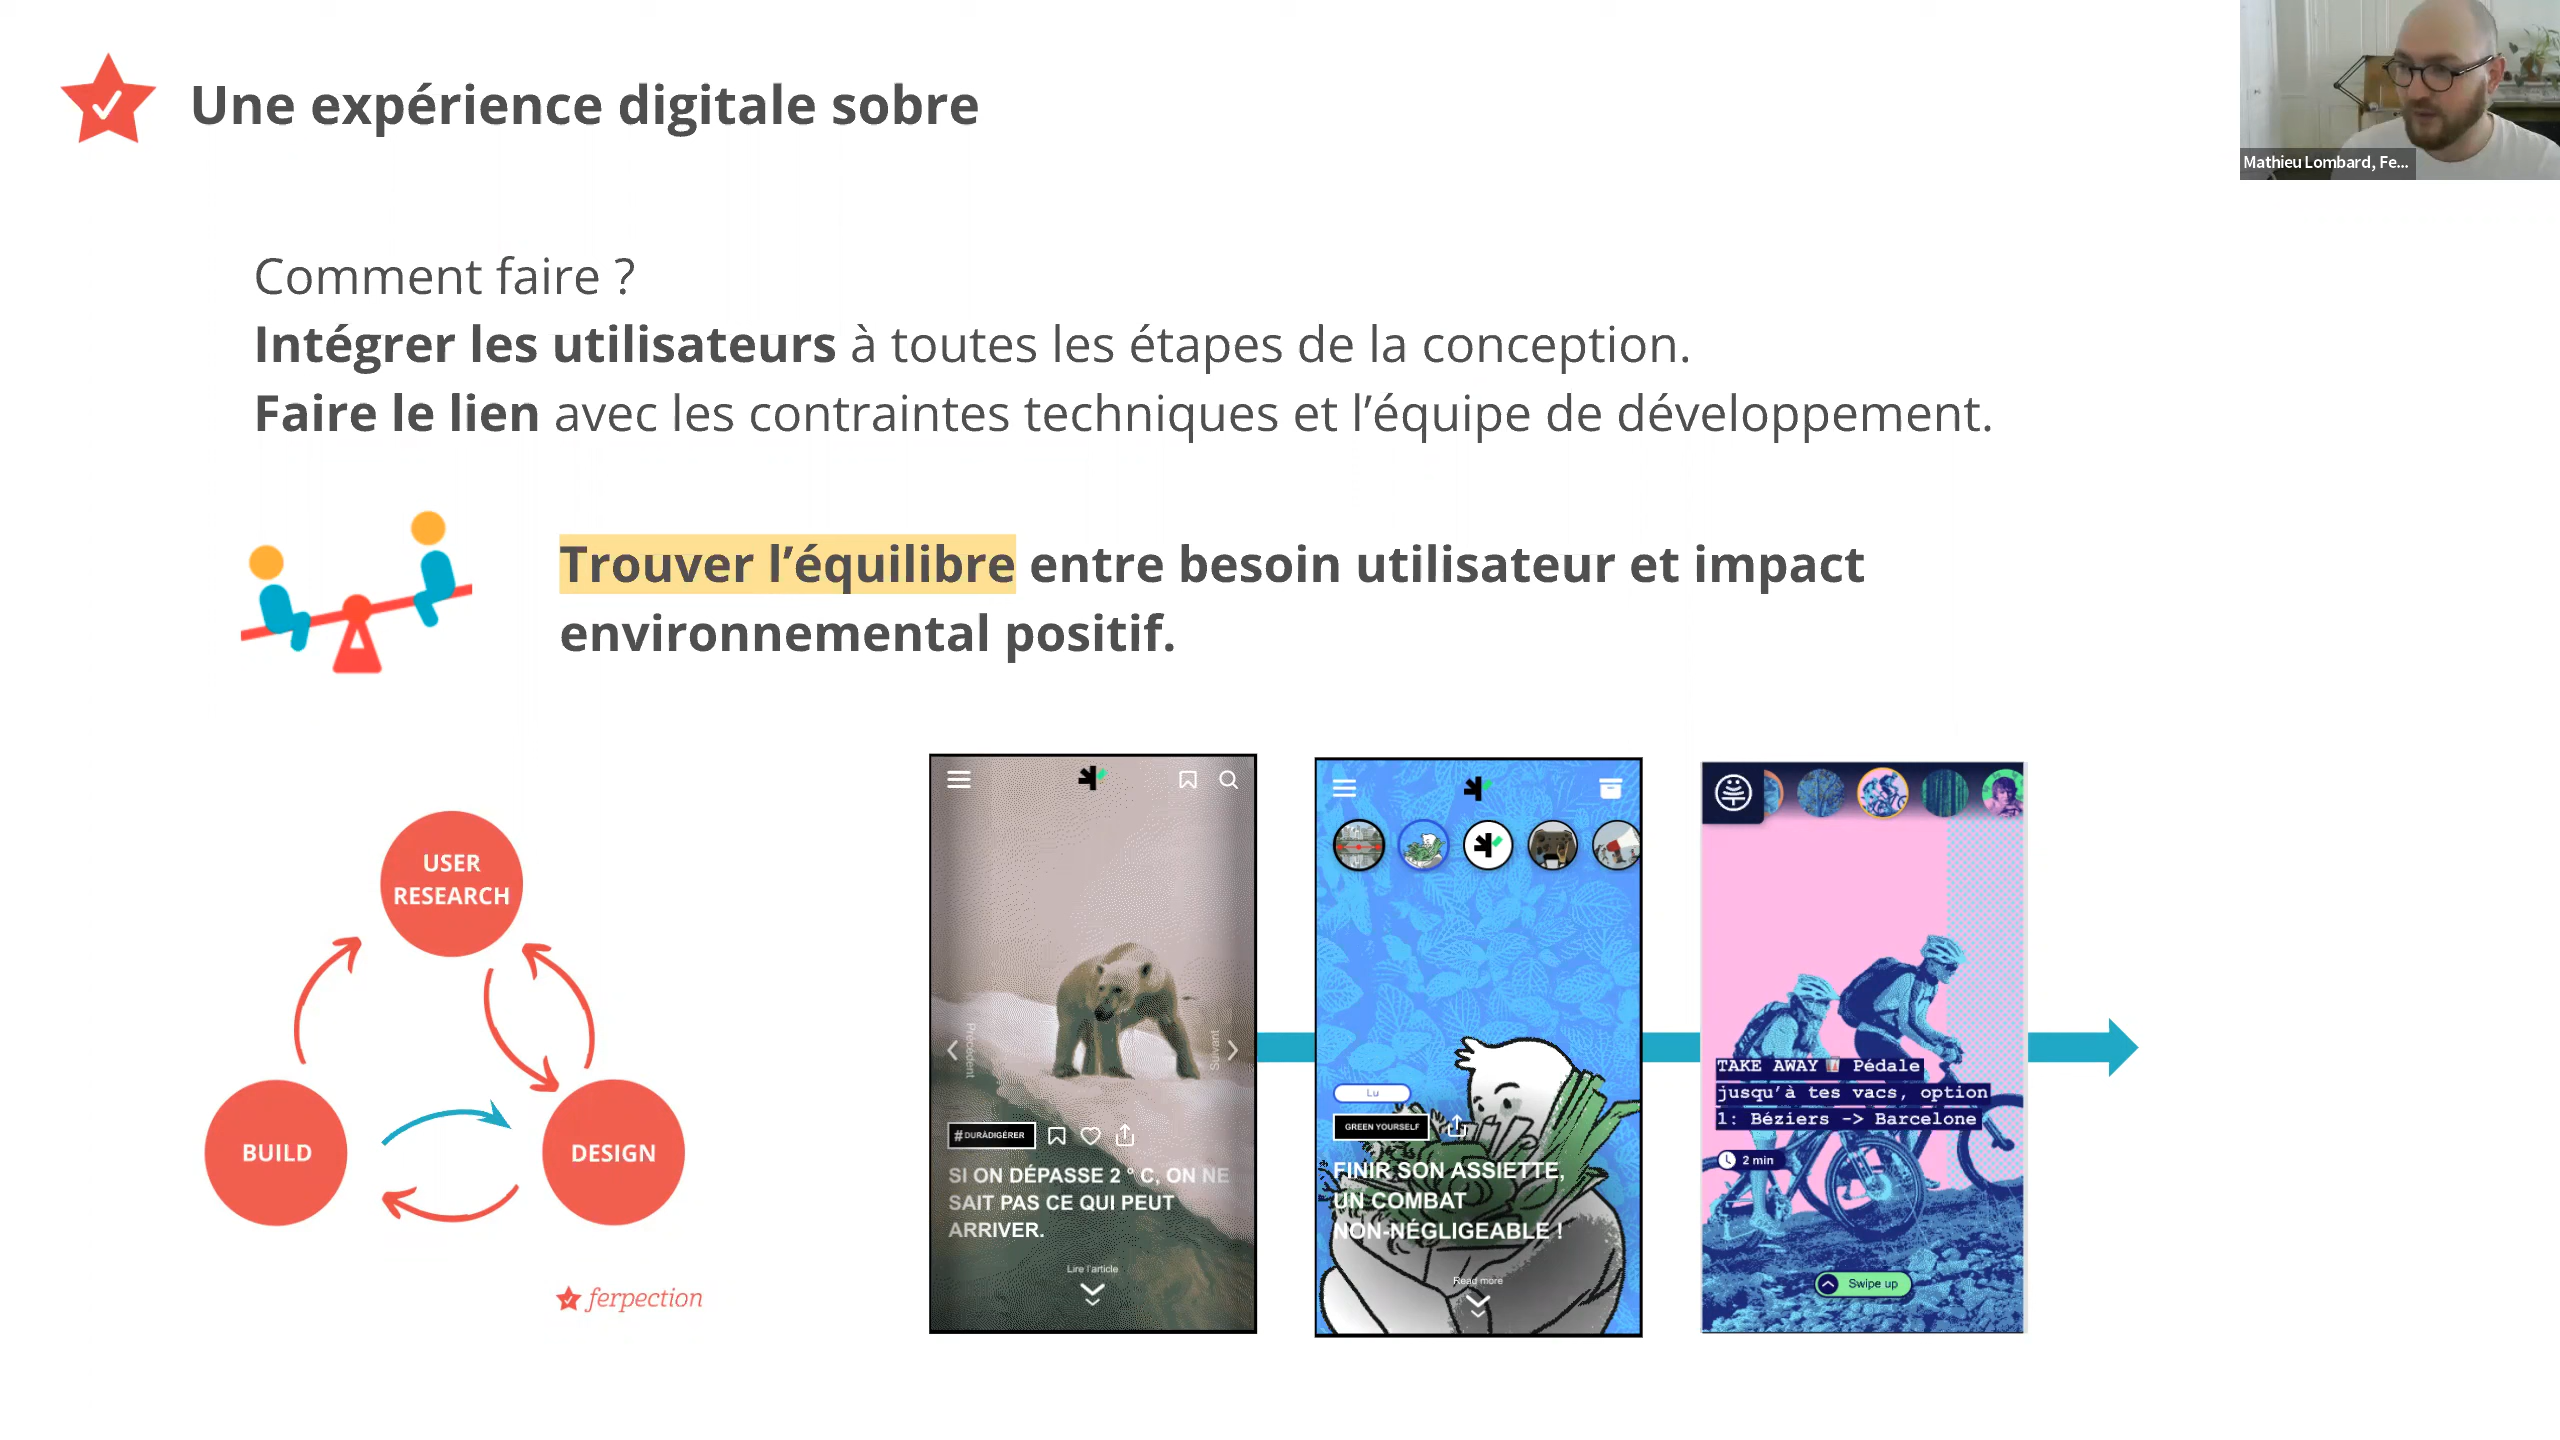 Une expérience digitale sobre
Mathieu Lombard, Fe...
Comment faire ?
Intégrer les utilisateurs à toutes les étapes de la conception.
Faire le lien avec les contraintes techniques et l’équipe de développement.
Trouver l’équilibre entre besoin utilisateur et impact
environnemental positif.
USER
RESEARCH
BUILD
DESIGN
ferpection
Précédent
Suivant
#DURÀDIGÉRER
SI ON DÉPASSE 2 ° C, ON NE
SAIT PAS CE QUI PEUT
ARRIVER.
Lire l'article
Lu
GREEN YOURSELF
FINIR SON ASSIETTE,
UN COMBAT
NON-NÉGLIGEABLE !
Read more
TAKE AWAY Pédale
jusqu'à tes vacs, option
1: Béziers -> Barcelone
2 min
Swipe up